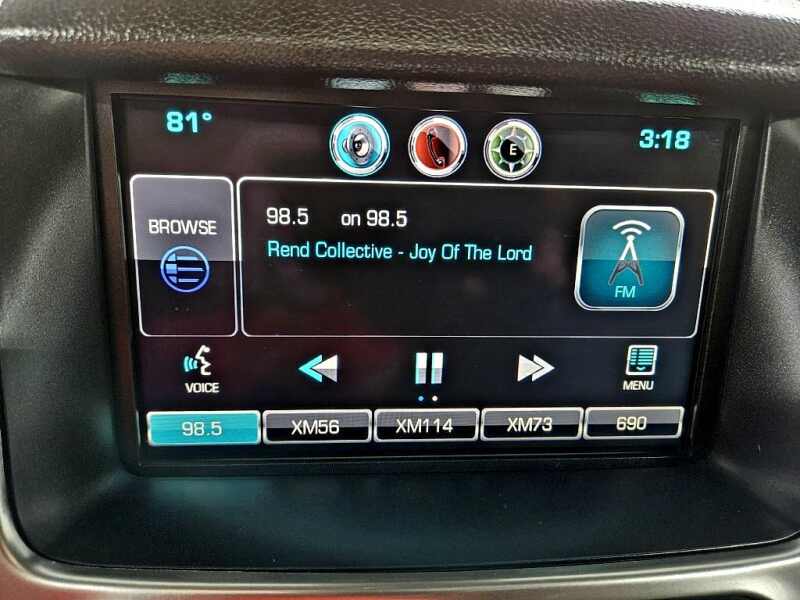 81°
E
3:18
BROWSE
98.5 on 98.5
Rend Collective - Joy Of The Lord
FM
VOICE
MENU
98.5 XM56 XM114 XM73 690